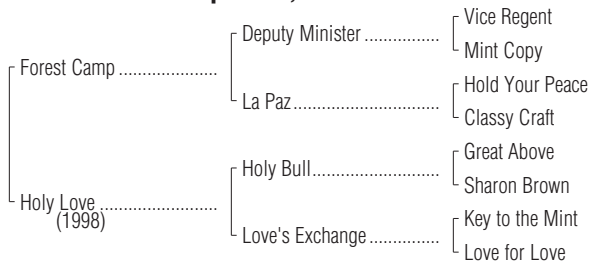 Vice Regent
Deputy Minister
Mint Copy
Forest Camp
Hold Your Peace
La Paz
Classy Craft
Great Above
Holy Bull
Sharon Brown
Holy Love
(1998)
Key to the Mint
Love's Exchange
Love for Love